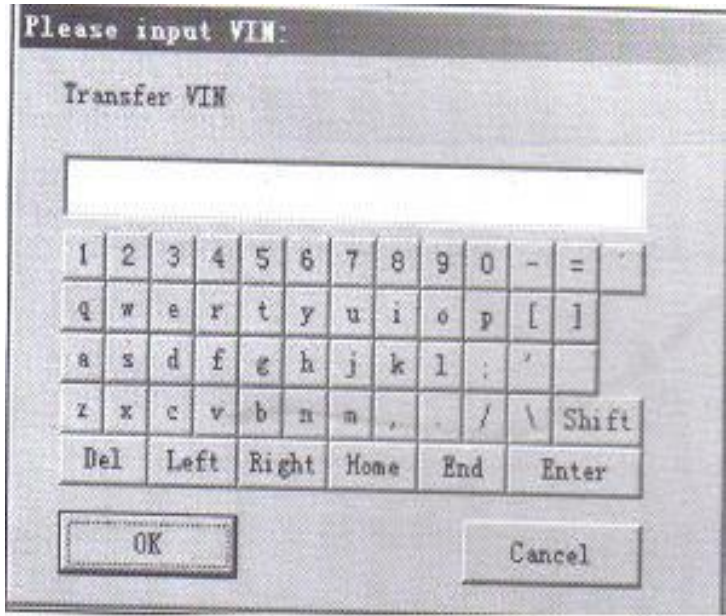 Please input VIN:
Transfer VIN
1 2 3 4 5 6 7 8 9 0 - = `
q w e r t y u i o p [ ]
a s d f g h j k l ; '
z x c v b n m , . / \ Shift
Del Left Right Home End Enter
OK Cancel